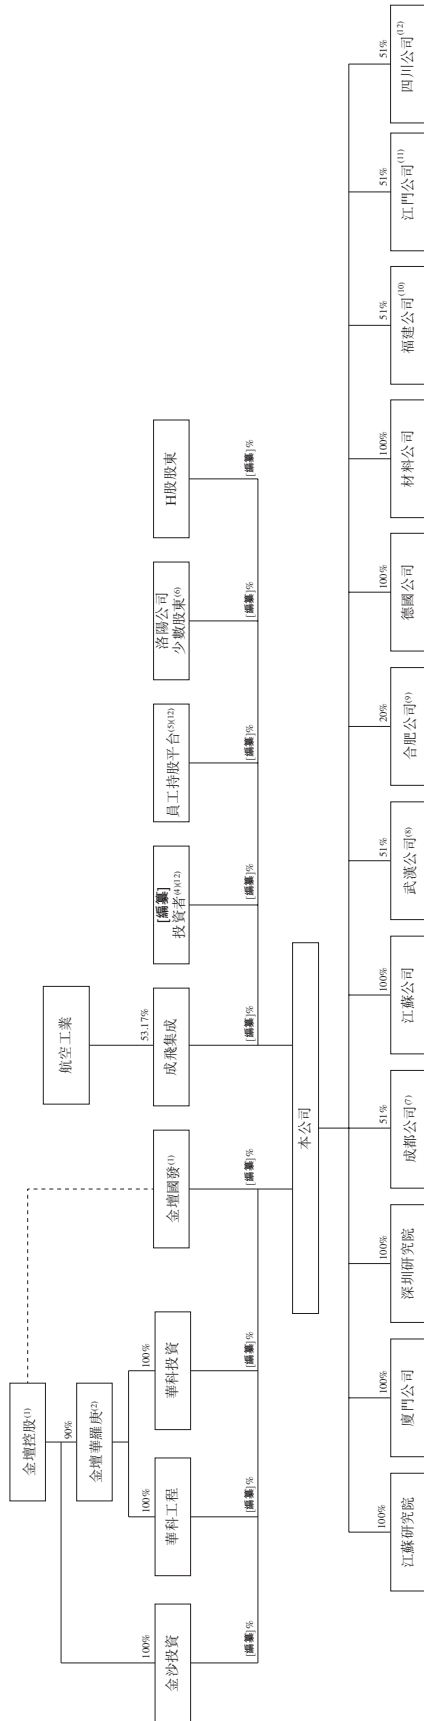 金壇控股(1)
90%
航空工業
金壇華羅庚(2)
100%
100%
100%
53.17%
金沙投資
華科工程
華科投資
金壇國發(1)
成飛集成
[編纂]
投資者(4)(12)
員工持股平台(5)(12)
洛陽公司
少數股東(6)
H股股東
[編纂]%
[編纂]%
[編纂]%
[編纂]%
[編纂]%
[編纂]%
[編纂]%
[編纂]%
[編纂]%
本公司
100%
100%
100%
51%
100%
51%
20%
100%
100%
51%
51%
51%
江蘇研究院
廈門公司
深圳研究院
成都公司(7)
江蘇公司
武漢公司(8)
合肥公司(9)
德國公司
材料公司
福建公司(10)
江門公司(11)
四川公司(12)